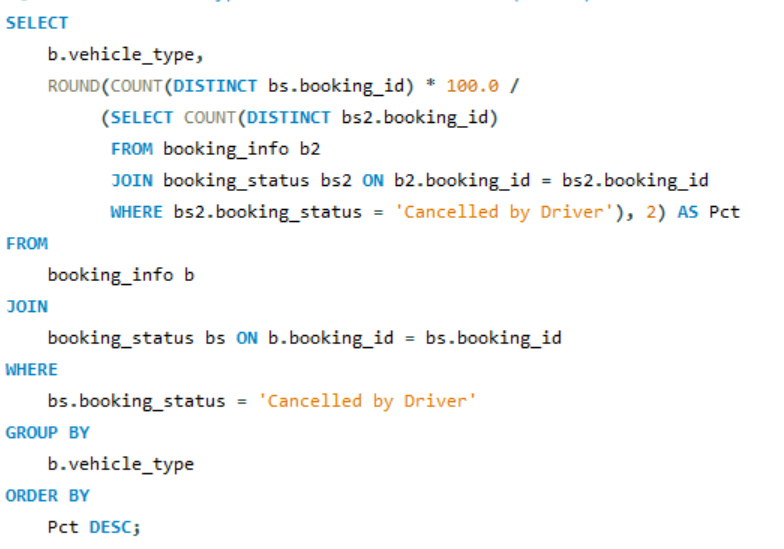 SELECT
b.vehicle_type,
ROUND(COUNT(DISTINCT bs.booking_id) * 100.0 /
(SELECT COUNT(DISTINCT bs2.booking_id)
FROM booking_info b2
JOIN booking_status bs2 ON b2.booking_id = bs2.booking_id
WHERE bs2.booking_status = 'Cancelled by Driver'), 2) AS Pct
FROM
booking_info b
JOIN
booking_status bs ON b.booking_id = bs.booking_id
WHERE
bs.booking_status = 'Cancelled by Driver'
GROUP BY
b.vehicle_type
ORDER BY
Pct DESC;